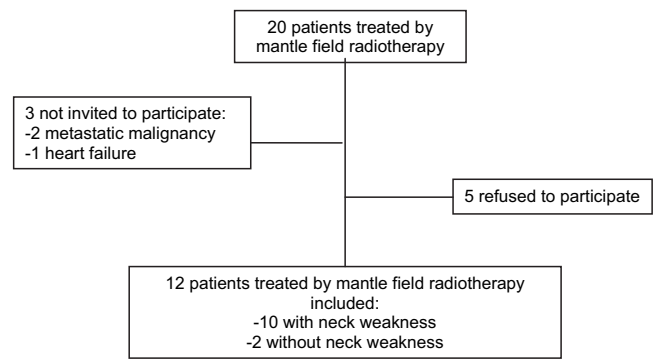 20 patients treated by
mantle field radiotherapy
3 not invited to participate:
-2 metastatic malignancy
-1 heart failure
5 refused to participate
12 patients treated by mantle field radiotherapy
included:
-10 with neck weakness
-2 without neck weakness